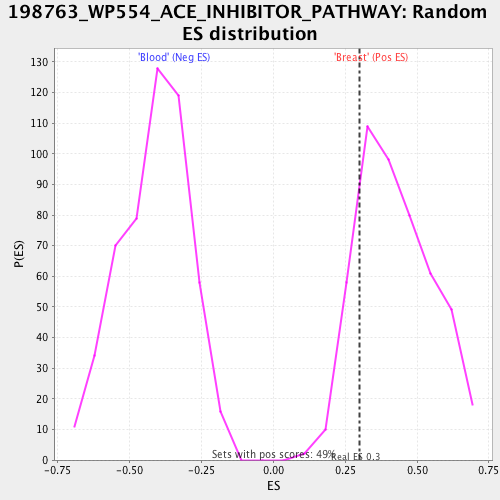 198763_WP554_ACE_INHIBITOR_PATHWAY: Random
ES distribution
'Blood' (Neg ES)
'Breast' (Pos ES)
130
120
110
100
90
80
70
60
50
40
30
20
10
0
P(ES)
Sets with pos scores: 49%
Real ES 0.3
-0.75
-0.50
-0.25
0.00
0.25
0.50
0.75
ES